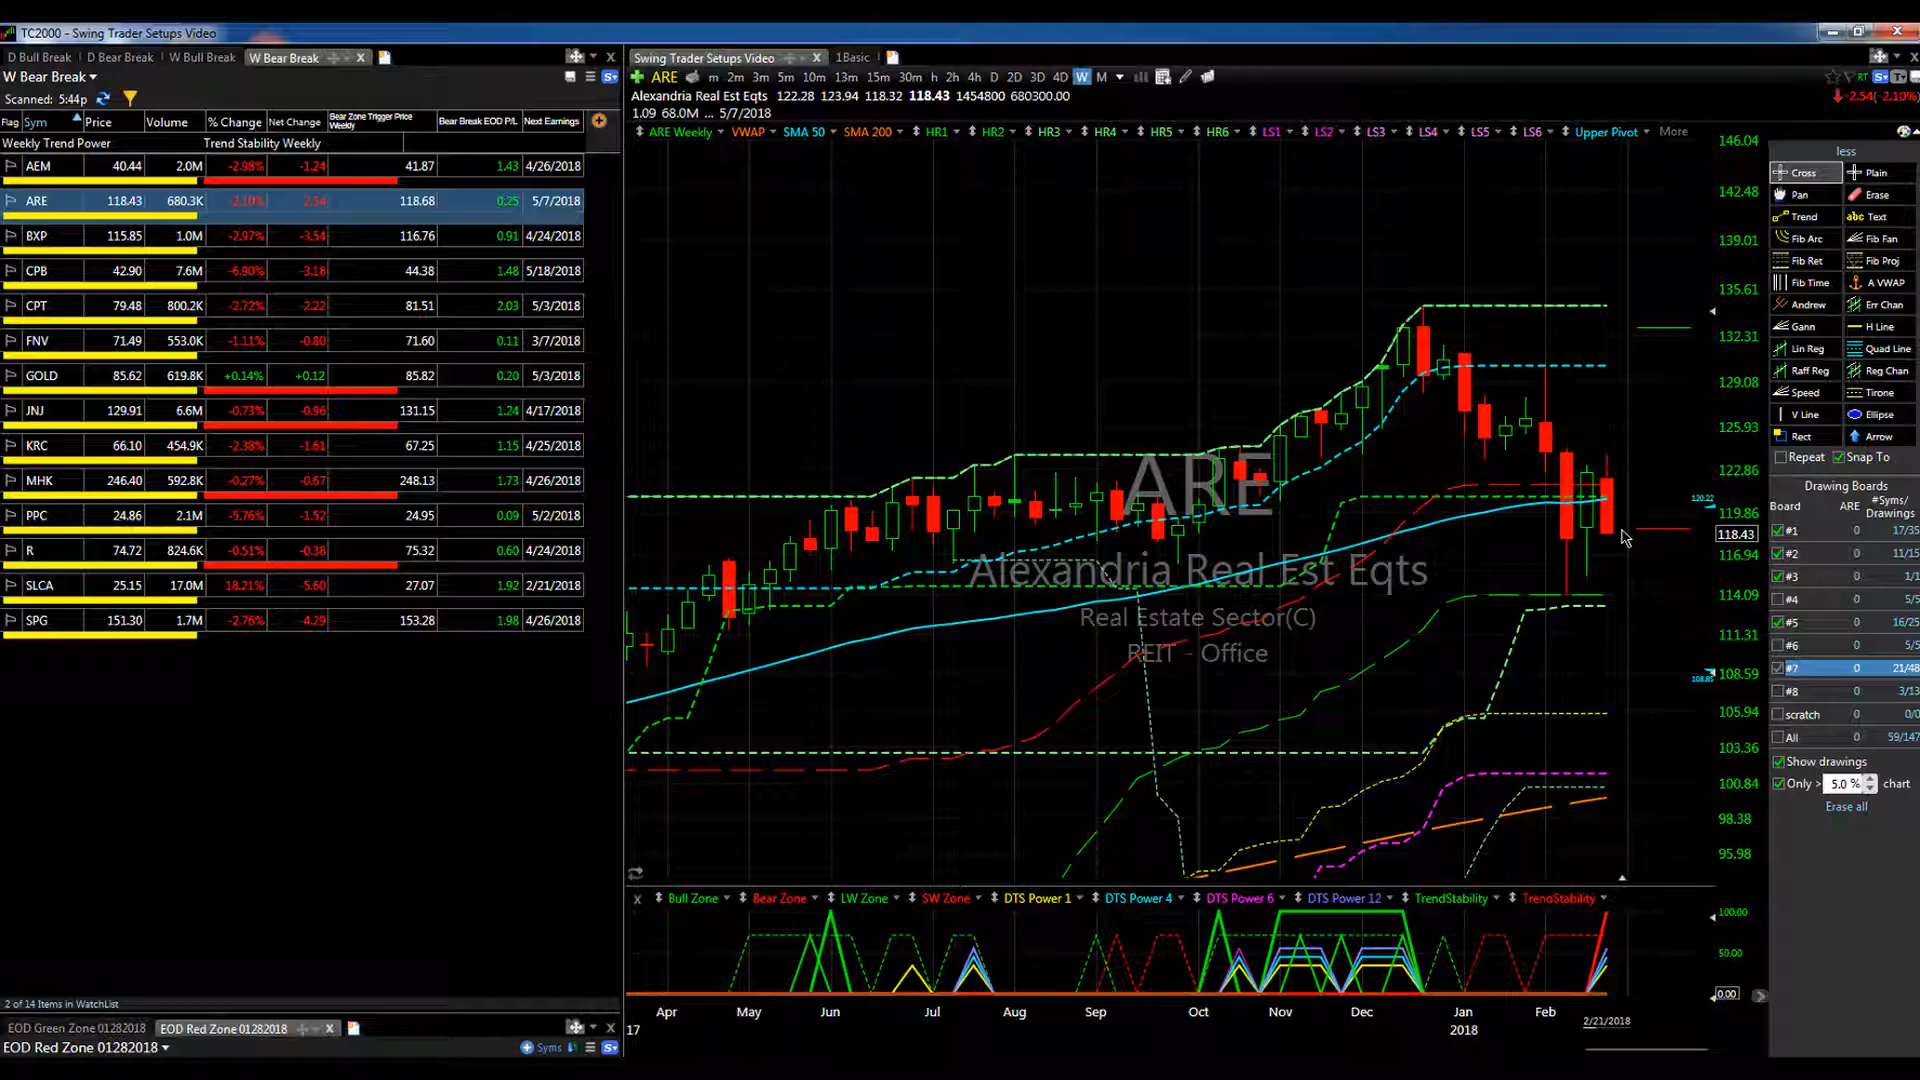 TC2000 - Swing Trader Setups Video
D Bull Break D Bear Break W Bull Break W Bear Break X
W Bear Break
Scanned: 5:44p
Flag Sym Price Volume % Change Net Change Bear Zone Trigger Price Weekly Bear Break EOD P/L Next Earnings
Weekly Trend Power Trend Stability Weekly
AEM 40.44 2.0M -2.98% -1.24 41.87 1.43 4/26/2018
ARE 118.43 680.3K -2.10% -2.54 118.68 0.25 5/7/2018
BXP 115.85 1.0M -2.97% -3.54 116.76 0.91 4/24/2018
CPB 42.90 7.6M -6.90% -3.18 44.38 1.48 5/18/2018
CPT 79.48 800.2K -2.72% -2.22 81.51 2.03 5/3/2018
FNV 71.49 553.0K -1.11% -0.80 71.60 0.11 3/7/2018
GOLD 85.62 619.8K +0.14% +0.12 85.82 0.20 5/3/2018
JNJ 129.91 6.6M -0.73% -0.96 131.15 1.24 4/17/2018
KRC 66.10 454.9K -2.38% -1.61 67.25 1.15 4/25/2018
MHK 246.40 592.8K -0.27% -0.67 248.13 1.73 4/26/2018
PPC 24.86 2.1M -5.76% -1.52 24.95 0.09 5/2/2018
R 74.72 824.6K -0.51% -0.38 75.32 0.60 4/24/2018
SLCA 25.15 17.0M 18.21% -5.60 27.07 1.92 2/21/2018
SPG 151.30 1.7M -2.76% -4.29 153.28 1.98 4/26/2018
2 of 14 Items in WatchList
EOD Green Zone 01282018 EOD Red Zone 01282018 X
EOD Red Zone 01282018
Syms
Swing Trader Setups Video X 1Basic
ARE m 2m 3m 5m 10m 13m 15m 30m h 2h 4h D 2D 3D 4D W M
RT
Alexandria Real Est Eqts 122.28 123.94 118.32 118.43 1454800 680300.00
-2.54 (-2.10%)
1.09 68.0M ... 5/7/2018
ARE Weekly VWAP SMA 50 SMA 200 HR1 HR2 HR3 HR4 HR5 HR6 LS1 LS2 LS3 LS4 LS5 LS6 Upper Pivot More
ARE
Alexandria Real Est Eqts
Real Estate Sector(C)
REIT - Office
146.04
142.48
139.01
135.61
132.31
129.08
125.93
122.86
120.22
119.86
118.43
116.94
114.09
111.31
108.59
108.85
105.94
103.36
100.84
98.38
95.98
X Bull Zone Bear Zone LW Zone SW Zone DTS Power 1 DTS Power 4 DTS Power 6 DTS Power 12 TrendStability TrendStability
100.00
50.00
0.00
Apr May Jun Jul Aug Sep Oct Nov Dec Jan Feb
17 2018 2/21/2018
less
Cross Plain
Pan Erase
Trend abc Text
Fib Arc Fib Fan
Fib Ret Fib Proj
Fib Time A VWAP
Andrew Err Chan
Gann H Line
Lin Reg Quad Line
Raff Reg Reg Chan
Speed Tirone
V Line Ellipse
Rect Arrow
Repeat Snap To
Drawing Boards
Board ARE #Syms/ Drawings
#1 0 17/35
#2 0 11/15
#3 0 1/1
#4 0 5/5
#5 0 16/25
#6 0 5/5
#7 0 21/48
#8 0 3/13
scratch 0 0/0
All 0 59/147
Show drawings
Only > 5.0 % chart
Erase all